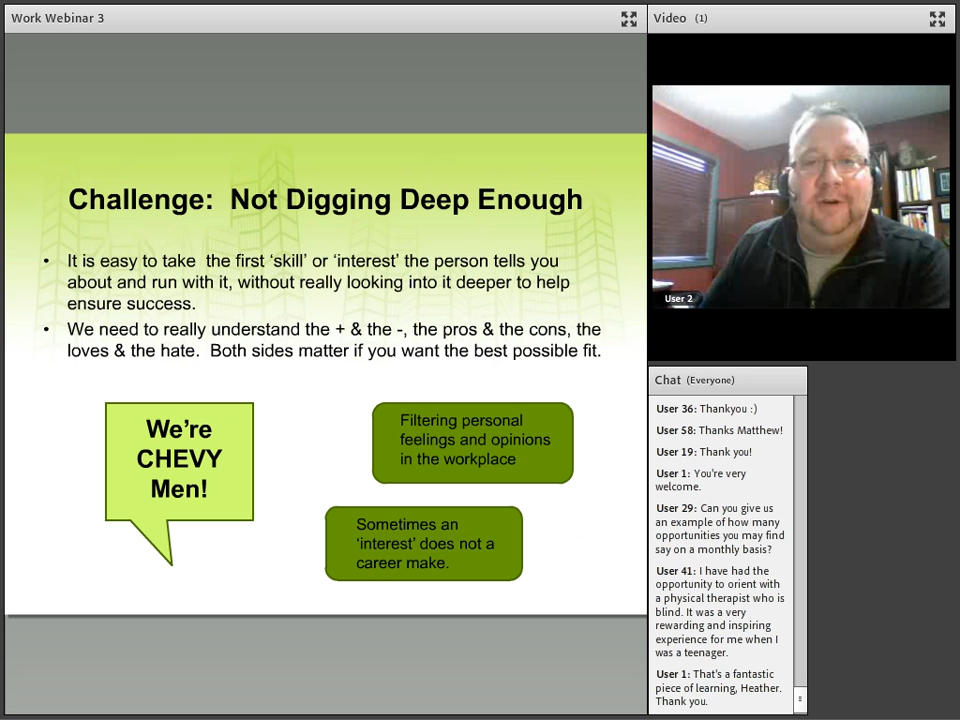 Work Webinar 3
Video (1)
Challenge: Not Digging Deep Enough
• It is easy to take the first ‘skill’ or ‘interest’ the person tells you
about and run with it, without really looking into it deeper to help
ensure success.
• We need to really understand the + & the -, the pros & the cons, the
loves & the hate. Both sides matter if you want the best possible fit.
We’re
CHEVY
Men!
Filtering personal
feelings and opinions
in the workplace
Sometimes an
‘interest’ does not a
career make.
User 2
Chat (Everyone)
User 36: Thankyou :)
User 58: Thanks Matthew!
User 19: Thank you!
User 1: You're very
welcome.
User 29: Can you give us
an example of how many
opportunities you may find
say on a monthly basis?
User 41: I have had the
opportunity to orient with
a physical therapist who is
blind. It was a very
rewarding and inspiring
experience for me when I
was a teenager.
User 1: That's a fantastic
piece of learning, Heather.
Thank you.